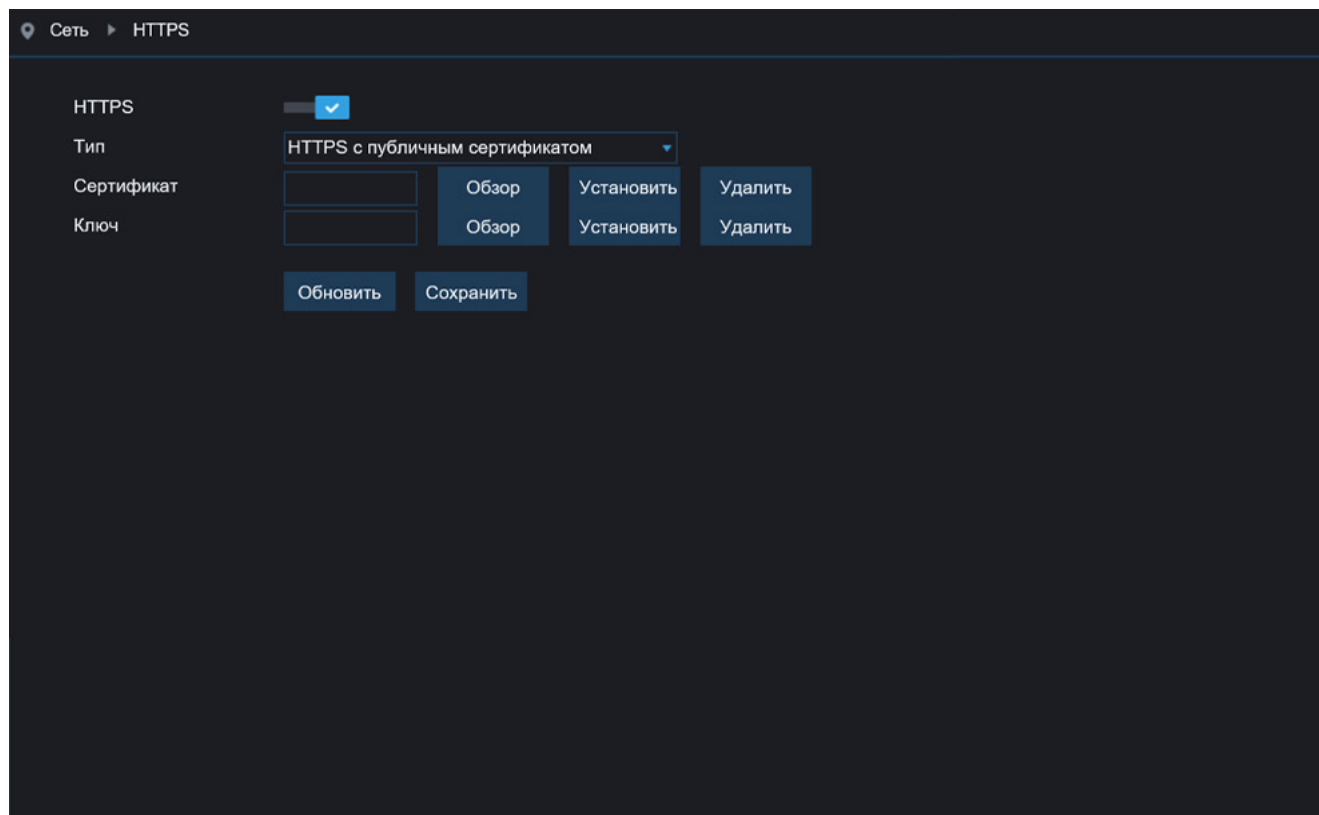 Сеть HTTPS
HTTPS
Тип HTTPS с публичным сертификатом
Сертификат Обзор Установить Удалить
Ключ Обзор Установить Удалить
Обновить Сохранить